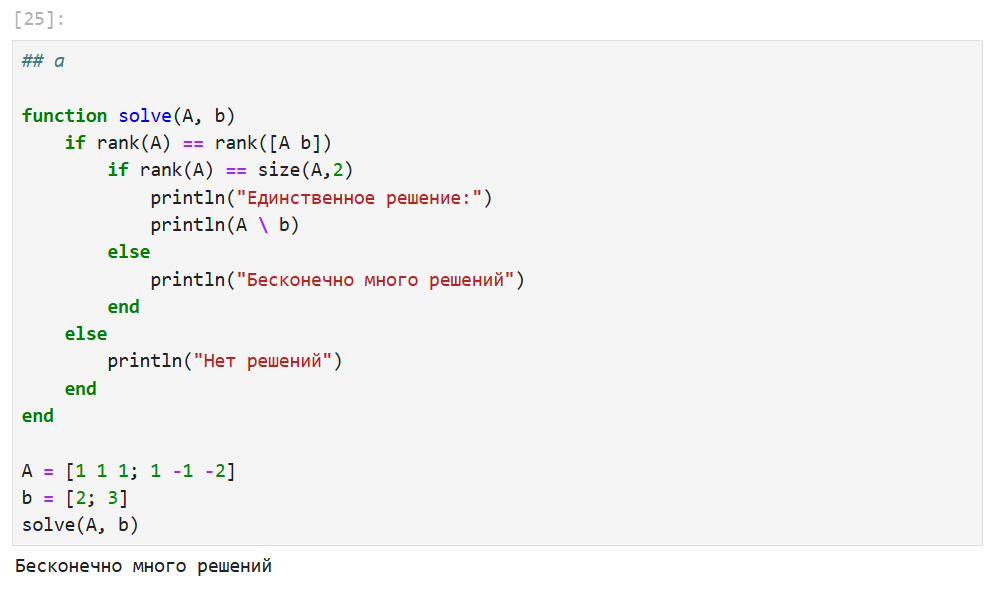 [25]:
## a
function solve(A, b)
    if rank(A) == rank([A b])
        if rank(A) == size(A,2)
            println("Единственное решение:")
            println(A \ b)
        else
            println("Бесконечно много решений")
        end
    else
        println("Нет решений")
    end
end
A = [1 1 1; 1 -1 -2]
b = [2; 3]
solve(A, b)
Бесконечно много решений